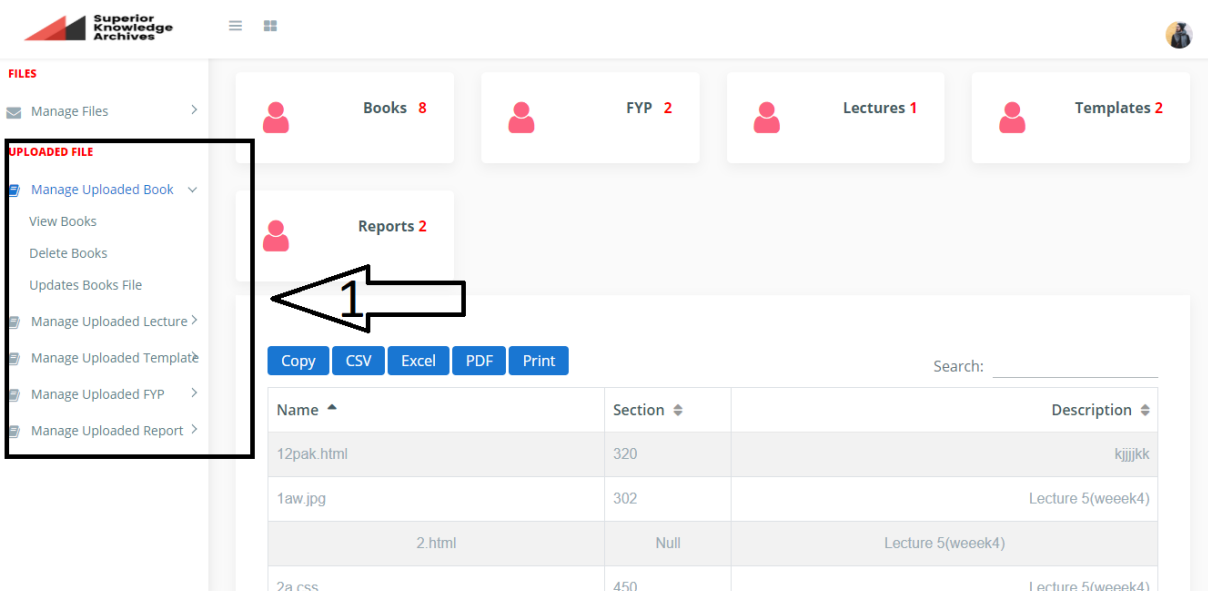 Superior
Knowledge
Archives
FILES
Manage Files
UPLOADED FILE
Manage Uploaded Book
View Books
Delete Books
Updates Books File
Manage Uploaded Lecture
Manage Uploaded Template
Manage Uploaded FYP
Manage Uploaded Report
Books 8
FYP 2
Lectures 1
Templates 2
Reports 2
1
Copy CSV Excel PDF Print
Search:
Name Section Description
12pak.html 320 kjjjjkk
1aw.jpg 302 Lecture 5(weeek4)
2.html Null Lecture 5(weeek4)
2a.css 450 Lecture 5(weeek4)